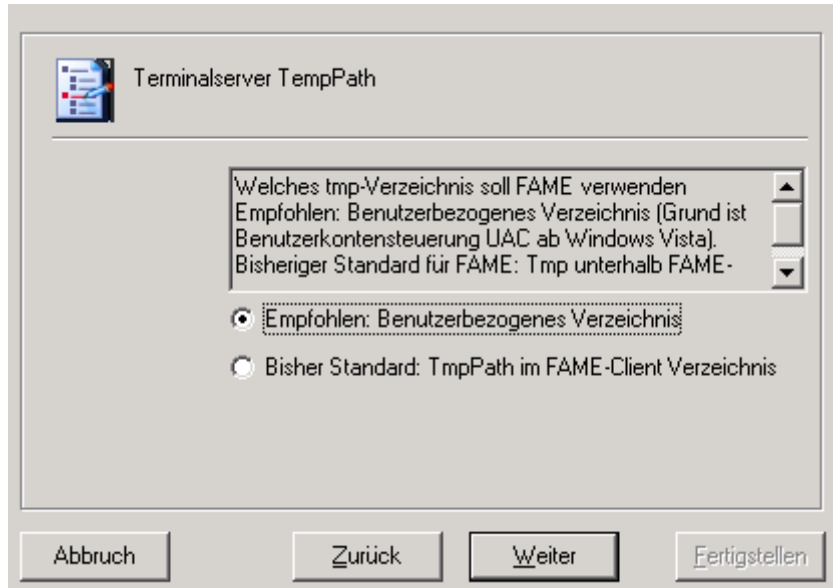 Terminalserver TempPath
Welches tmp-Verzeichnis soll FAME verwenden
Empfohlen: Benutzerbezogenes Verzeichnis (Grund ist
Benutzerkontensteuerung UAC ab Windows Vista).
Bisheriger Standard für FAME: Tmp unterhalb FAME-
Empfohlen: Benutzerbezogenes Verzeichnis
Bisher Standard: TmpPath im FAME-Client Verzeichnis
Abbruch
Zurück
Weiter
Fertigstellen